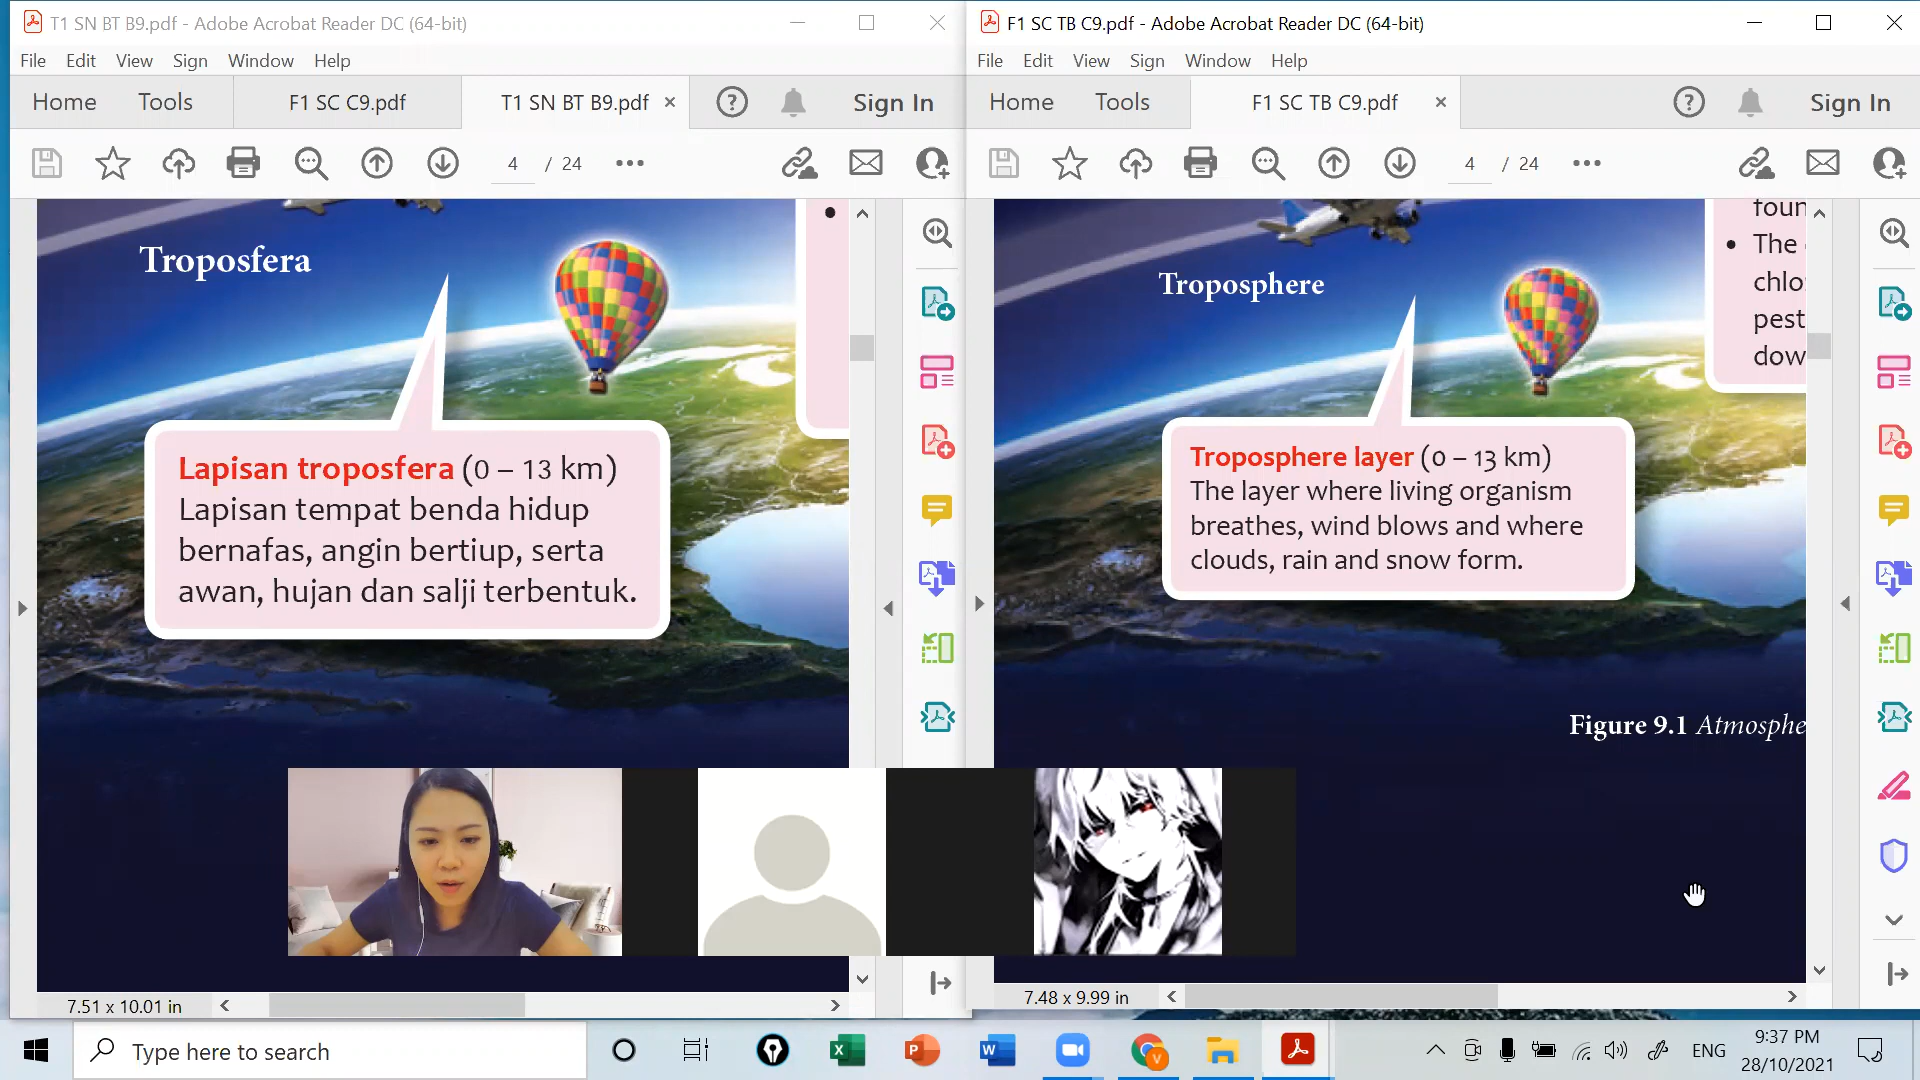 T1 SN BT B9.pdf - Adobe Acrobat Reader DC (64-bit)
File Edit View Sign Window Help
Home Tools F1 SC C9.pdf T1 SN BT B9.pdf × Sign In
4 / 24
Troposfera
Lapisan troposfera (0 – 13 km)
Lapisan tempat benda hidup
bernafas, angin bertiup, serta
awan, hujan dan salji terbentuk.
7.51 x 10.01 in
F1 SC TB C9.pdf - Adobe Acrobat Reader DC (64-bit)
File Edit View Sign Window Help
Home Tools F1 SC TB C9.pdf × Sign In
4 / 24
foun
• The
chlo
pest
dow
Troposphere
Troposphere layer (0 – 13 km)
The layer where living organism
breathes, wind blows and where
clouds, rain and snow form.
Figure 9.1 Atmosphe
7.48 x 9.99 in
Type here to search
ENG
9:37 PM
28/10/2021